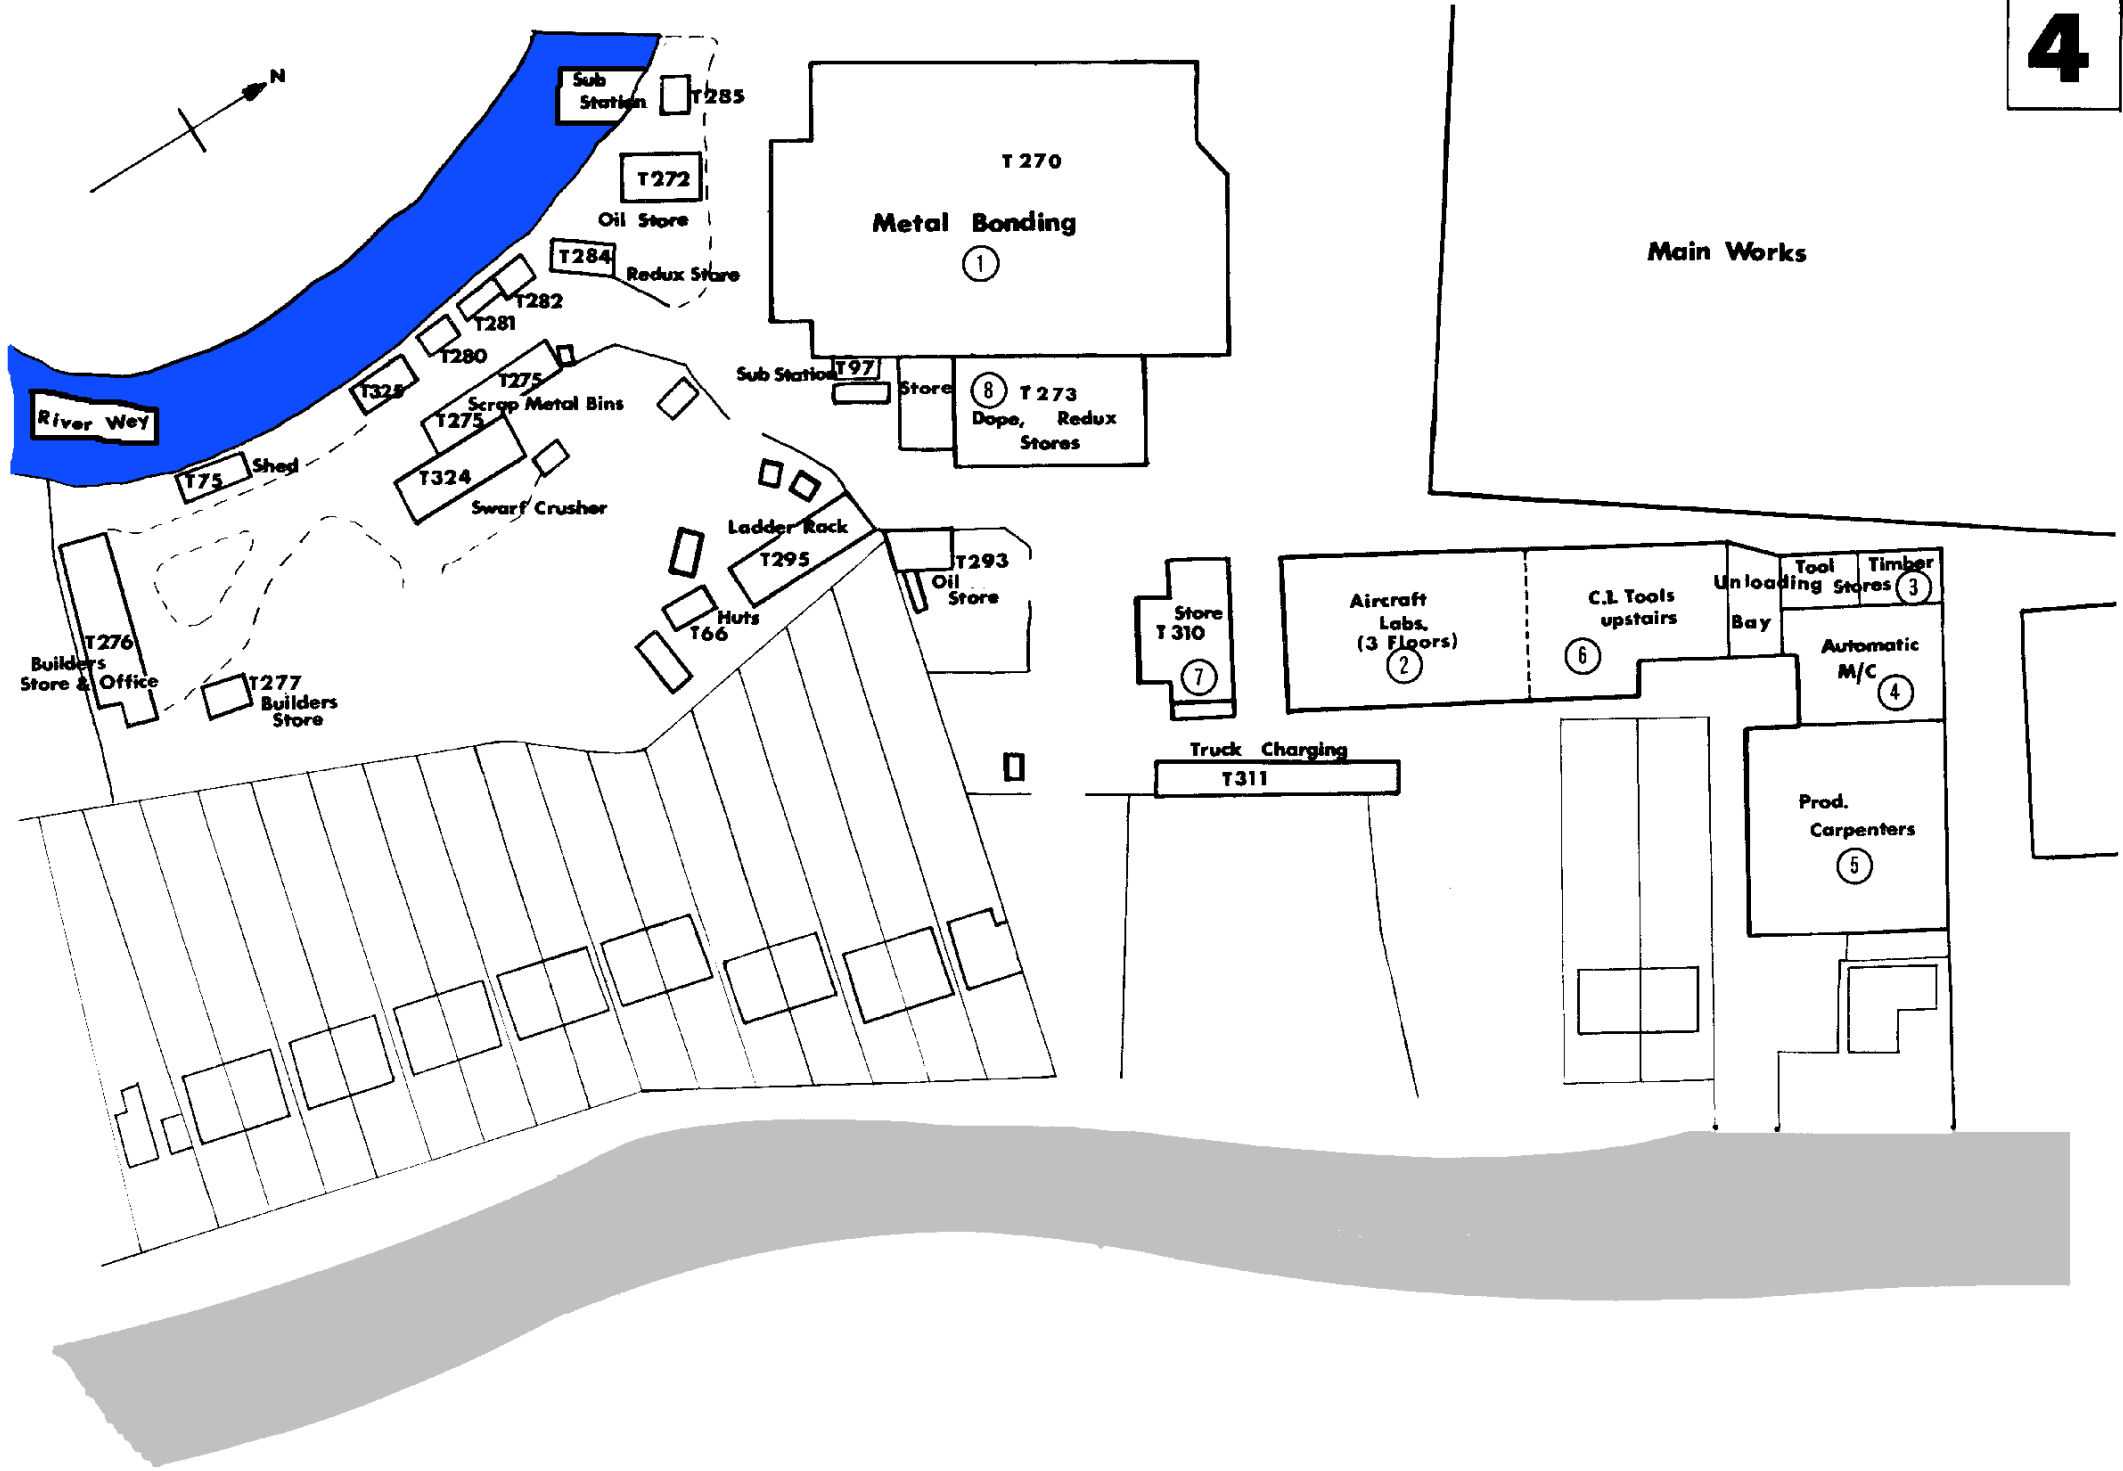 4
N
Sub
Station
T285
T272
Oil Store
T284
Redux Store
T282
T281
T280
T325
T275
Scrap Metal Bins
T275
T324
Swarf Crusher
River Wey
T75
Shed
T276
Builders
Store & Office
T277
Builders
Store
T 270
Metal Bonding
1
Sub Station
T97
Store
8
T 273
Dope, Redux
Stores
Ladder Rack
T295
T293
Oil
Store
Huts
T66
Store
T 310
7
Truck Charging
T311
Main Works
Aircraft
Labs.
(3 Floors)
2
C.I. Tools
upstairs
6
Unloading
Bay
Tool
Stores
Timber
3
Automatic
M/C
4
Prod.
Carpenters
5